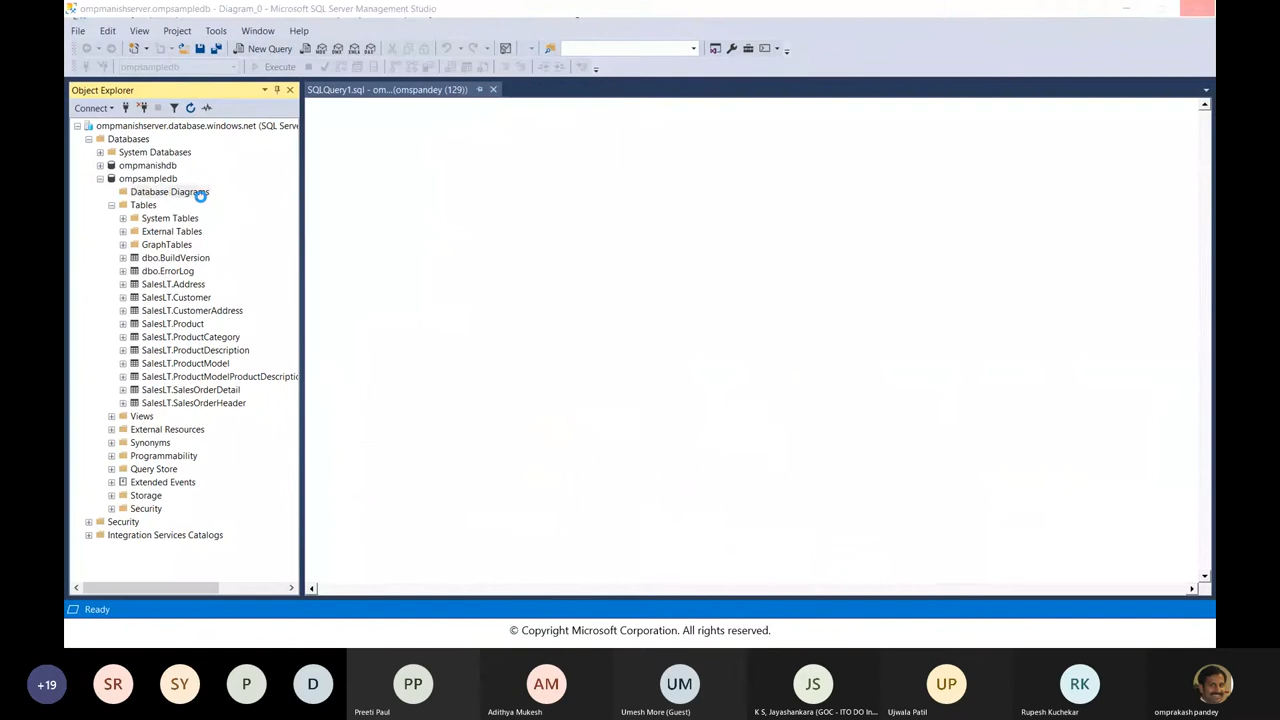 ompmanishserver.ompsampledb - Diagram_0 - Microsoft SQL Server Management Studio
File Edit View Project Tools Window Help
New Query
ompsampledb Execute
Object Explorer
SQLQuery1.sql - om...(omspandey (129))
Connect
ompmanishserver.database.windows.net (SQL Serve
Databases
System Databases
ompmanishdb
ompsampledb
Database Diagrams
Tables
System Tables
External Tables
GraphTables
dbo.BuildVersion
dbo.ErrorLog
SalesLT.Address
SalesLT.Customer
SalesLT.CustomerAddress
SalesLT.Product
SalesLT.ProductCategory
SalesLT.ProductDescription
SalesLT.ProductModel
SalesLT.ProductModelProductDescriptio
SalesLT.SalesOrderDetail
SalesLT.SalesOrderHeader
Views
External Resources
Synonyms
Programmability
Query Store
Extended Events
Storage
Security
Security
Integration Services Catalogs
Ready
© Copyright Microsoft Corporation. All rights reserved.
+19 SR SY P D PP AM UM JS UP RK
Preeti Paul Adithya Mukesh Umesh More (Guest) K S, Jayashankara (GOC - ITO DO In... Ujwala Patil Rupesh Kuchekar omprakash pandey